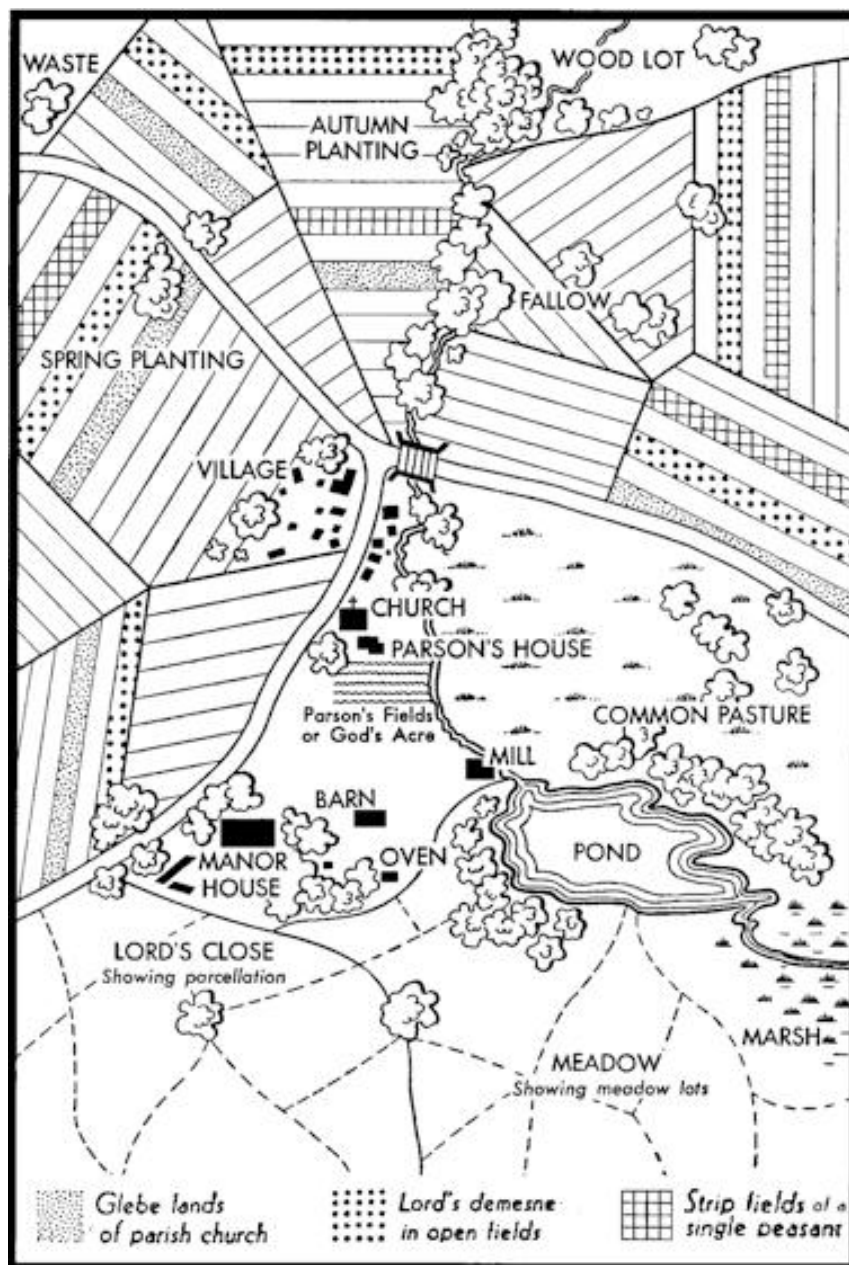 WASTE
WOOD LOT
AUTUMN
PLANTING
FALLOW
SPRING PLANTING
VILLAGE
CHURCH
PARSON'S HOUSE
Parson's Fields
or God's Acre
COMMON PASTURE
MILL
BARN
POND
MANOR
HOUSE
OVEN
LORD'S CLOSE
Showing parcellation
MARSH
MEADOW
Showing meadow lots
Glebe lands
of parish church
Lord's demesne
in open fields
Strip fields of a
single peasant